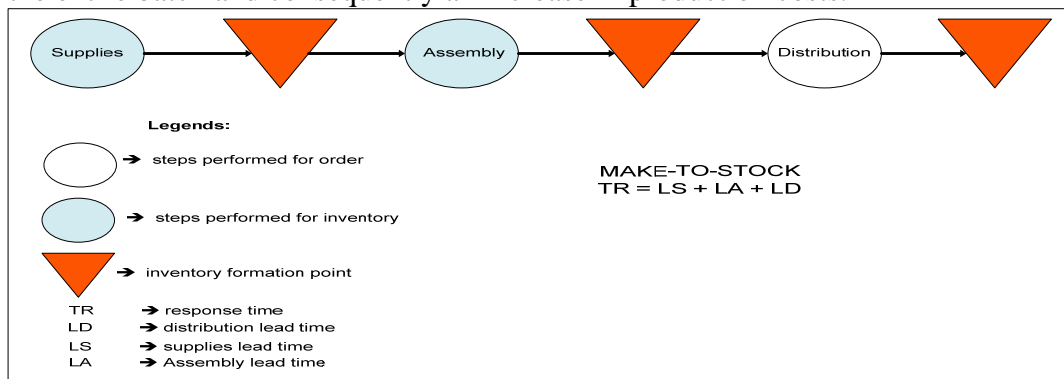 Supplies
Assembly
Distribution
Legends:
→ steps performed for order
→ steps performed for inventory
→ inventory formation point
MAKE-TO-STOCK
TR = LS + LA + LD
TR → response time
LD → distribution lead time
LS → supplies lead time
LA → Assembly lead time